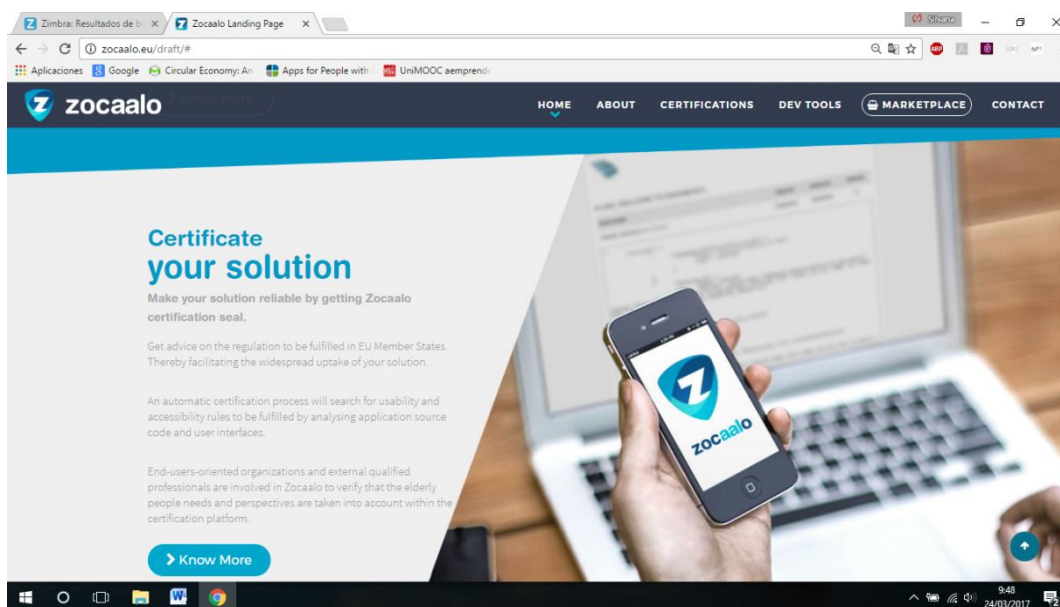 Zimbra: Resultados de b
Zocaalo Landing Page
Silvana
zocaalo.eu/draft/#
ABP
Aplicaciones
Google
Circular Economy: An
Apps for People with
UniMOOC aemprende
zocaalo
Know More
HOME
ABOUT
CERTIFICATIONS
DEV TOOLS
MARKETPLACE
CONTACT
Certificate
your solution
Make your solution reliable by getting Zocaalo
certification seal.
Get advice on the regulation to be fulfilled in EU Member States.
Thereby facilitating the widespread uptake of your solution.
An automatic certification process will search for usability and
accessibility rules to be fulfilled by analysing application source
code and user interfaces.
End-users-oriented organizations and external qualified
professionals are involved in Zocaalo to verify that the elderly
people needs and perspectives are taken into account within the
certification platform.
Know More
zocaalo
9:48
24/03/2017